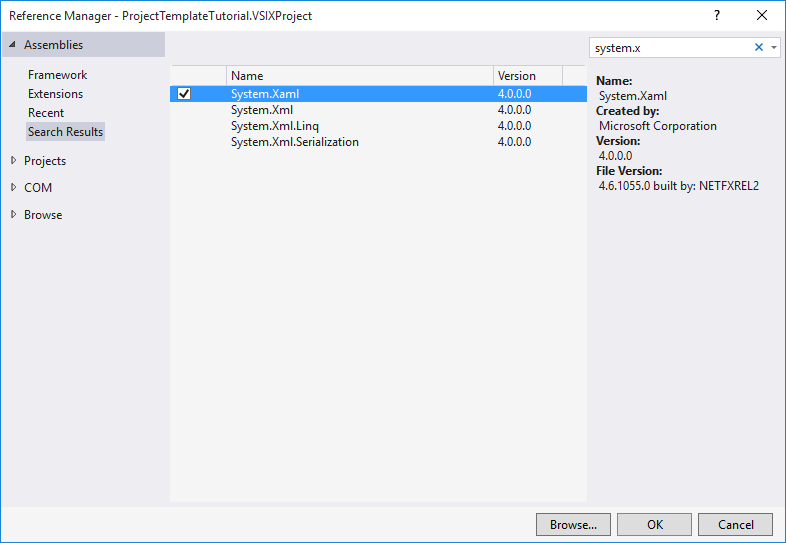 Reference Manager - ProjectTemplateTutorial.VSIXProject
Assemblies
Framework
Extensions
Recent
Search Results
Projects
COM
Browse
Name Version
System.Xaml 4.0.0.0
System.Xml 4.0.0.0
System.Xml.Linq 4.0.0.0
System.Xml.Serialization 4.0.0.0
system.x
Name:
System.Xaml
Created by:
Microsoft Corporation
Version:
4.0.0.0
File Version:
4.6.1055.0 built by: NETFXREL2
Browse... OK Cancel